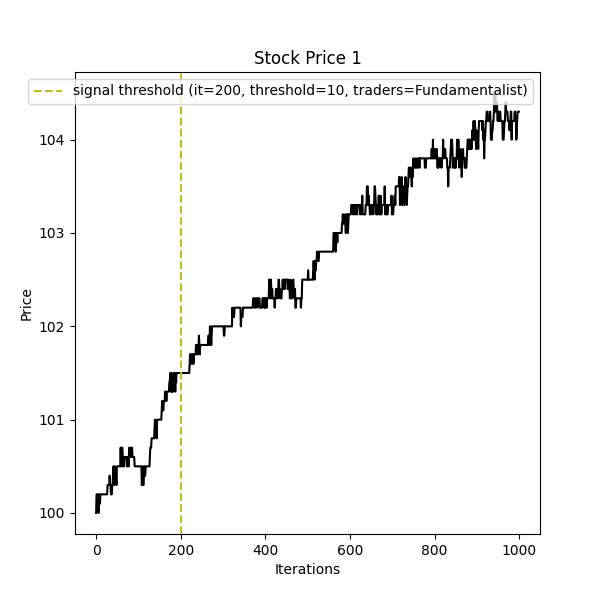 Stock Price 1
signal threshold (it=200, threshold=10, traders=Fundamentalist)
104
103
102
101
100
Price
0 200 400 600 800 1000
Iterations